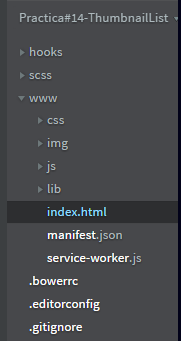 Practica#14-ThumbnailList
hooks
scss
www
css
img
js
lib
index.html
manifest.json
service-worker.js
.bowerrc
.editorconfig
.gitignore